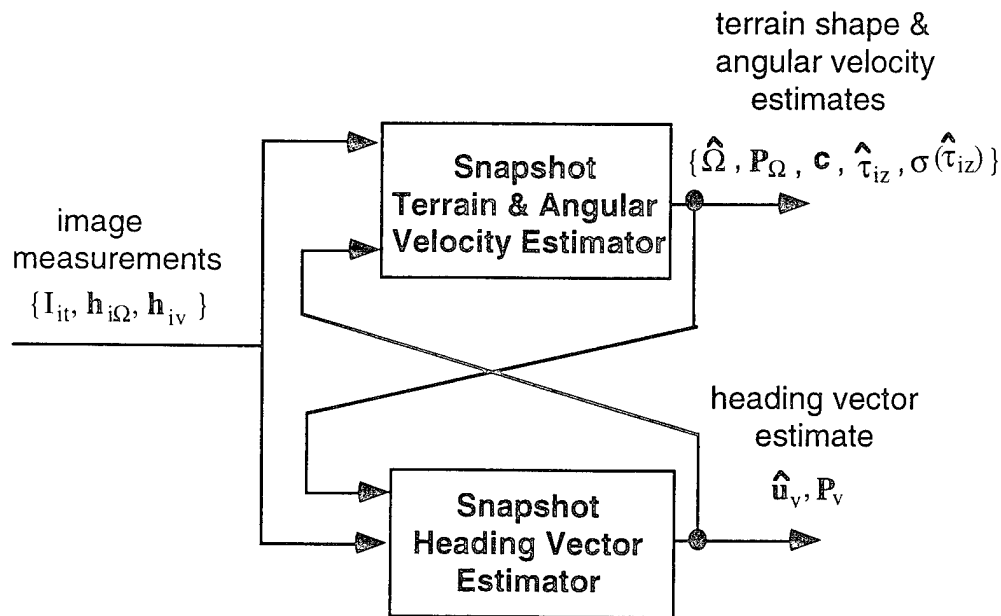 terrain shape &
angular velocity
estimates
{Ω̂, P_Ω, c, τ̂_iz, σ(τ̂_iz)}
Snapshot
Terrain & Angular
Velocity Estimator
image
measurements
{I_it, h_iΩ, h_iv}
heading vector
estimate
û_v, P_v
Snapshot
Heading Vector
Estimator